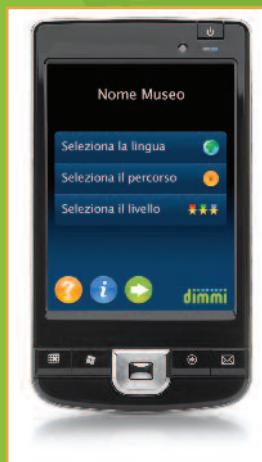 Nome Museo
Seleziona la lingua
Seleziona il percorso
Seleziona il livello
? i
dimmi